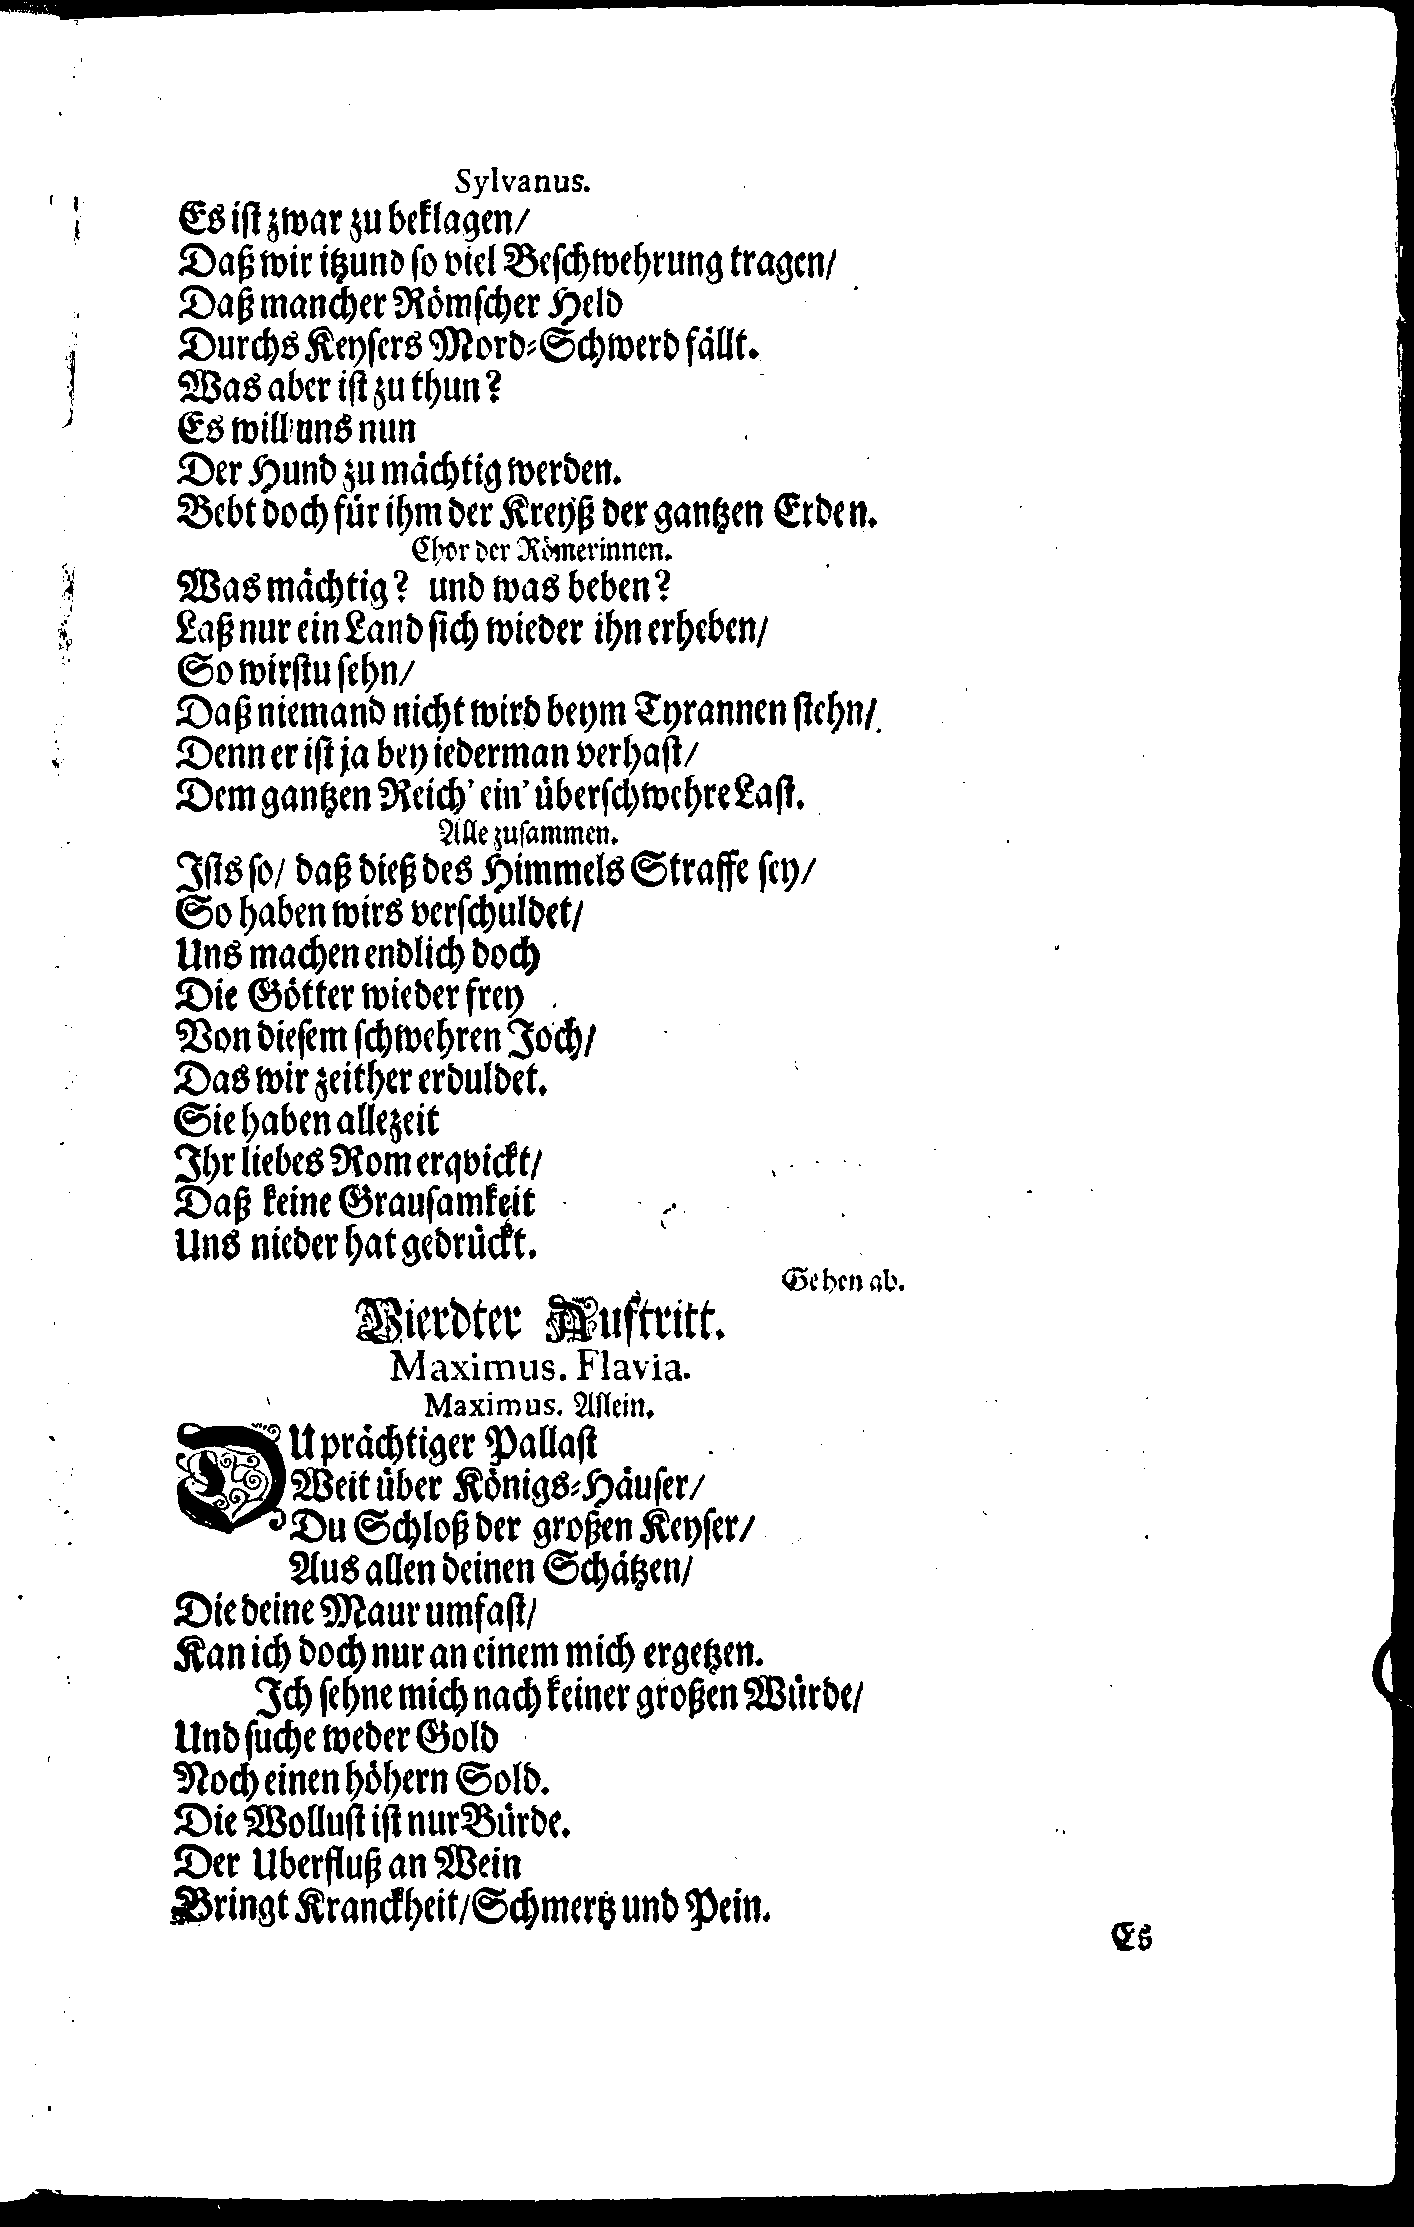 Sylvanus.
Es ist zwar zu beklagen/
Daß wir itzund so viel Beschwehrung tragen/
Daß mancher Römscher Held
Durchs Keysers Mord-Schwerd fällt.
Was aber ist zu thun?
Es will uns nun
Der Hund zu mächtig werden.
Bebt doch für ihm der Kreyß der gantzen Erden.
Chor der Römerinnen.
Was mächtig? und was beben?
Laß nur ein Land sich wieder ihn erheben/
So wirstu sehn/
Daß niemand nicht wird beym Tyrannen stehn/
Denn er ist ja bey iederman verhast/
Dem gantzen Reich' ein' überschwehre Last.
Alle zusammen.
Ists so/ daß dieß des Himmels Straffe sey/
So haben wirs verschuldet/
Uns machen endlich doch
Die Götter wieder frey
Von diesem schwehren Joch/
Das wir zeither erduldet.
Sie haben allezeit
Ihr liebes Rom erqvickt/
Daß keine Grausamkeit
Uns nieder hat gedrückt.
Gehen ab.
Vierdter Auftritt.
Maximus. Flavia.
Maximus. Allein.
DU prächtiger Pallast
Weit über Königs-Häuser/
Du Schloß der großen Keyser/
Aus allen deinen Schätzen/
Die deine Maur umfast/
Kan ich doch nur an einem mich ergetzen.
Ich sehne mich nach keiner großen Würde/
Und suche weder Gold
Noch einen höhern Sold.
Die Wollust ist nur Bürde.
Der Uberfluß an Wein
Bringt Kranckheit/ Schmertz und Pein.
Es